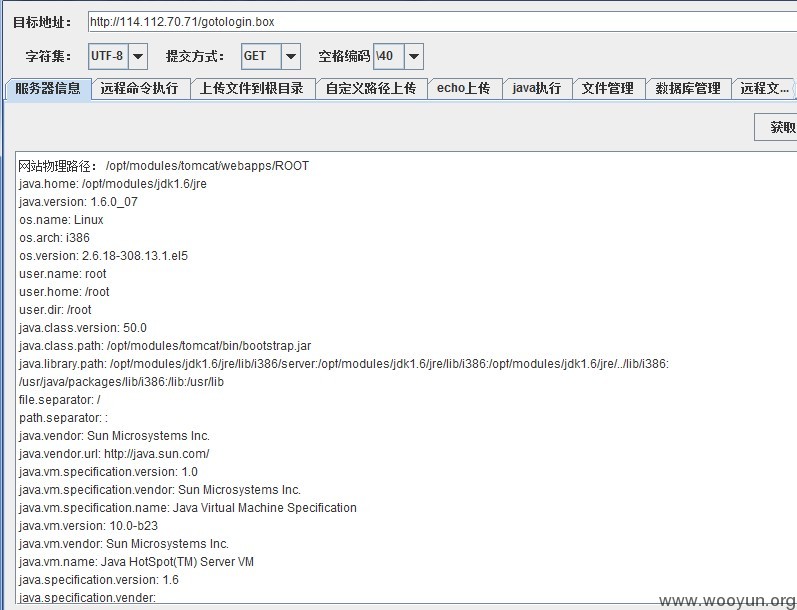 目标地址： http://114.112.70.71/gotologin.box
字符集： UTF-8 提交方式： GET 空格编码 \40
服务器信息 远程命令执行 上传文件到根目录 自定义路径上传 echo上传 java执行 文件管理 数据库管理 远程文...
获取
网站物理路径： /opt/modules/tomcat/webapps/ROOT
java.home: /opt/modules/jdk1.6/jre
java.version: 1.6.0_07
os.name: Linux
os.arch: i386
os.version: 2.6.18-308.13.1.el5
user.name: root
user.home: /root
user.dir: /root
java.class.version: 50.0
java.class.path: /opt/modules/tomcat/bin/bootstrap.jar
java.library.path: /opt/modules/jdk1.6/jre/lib/i386/server:/opt/modules/jdk1.6/jre/lib/i386:/opt/modules/jdk1.6/jre/../lib/i386:
/usr/java/packages/lib/i386:/lib:/usr/lib
file.separator: /
path.separator: :
java.vendor: Sun Microsystems Inc.
java.vendor.url: http://java.sun.com/
java.vm.specification.version: 1.0
java.vm.specification.vendor: Sun Microsystems Inc.
java.vm.specification.name: Java Virtual Machine Specification
java.vm.version: 10.0-b23
java.vm.vendor: Sun Microsystems Inc.
java.vm.name: Java HotSpot(TM) Server VM
java.specification.version: 1.6
java.specification.vender:
www.wooyun.org